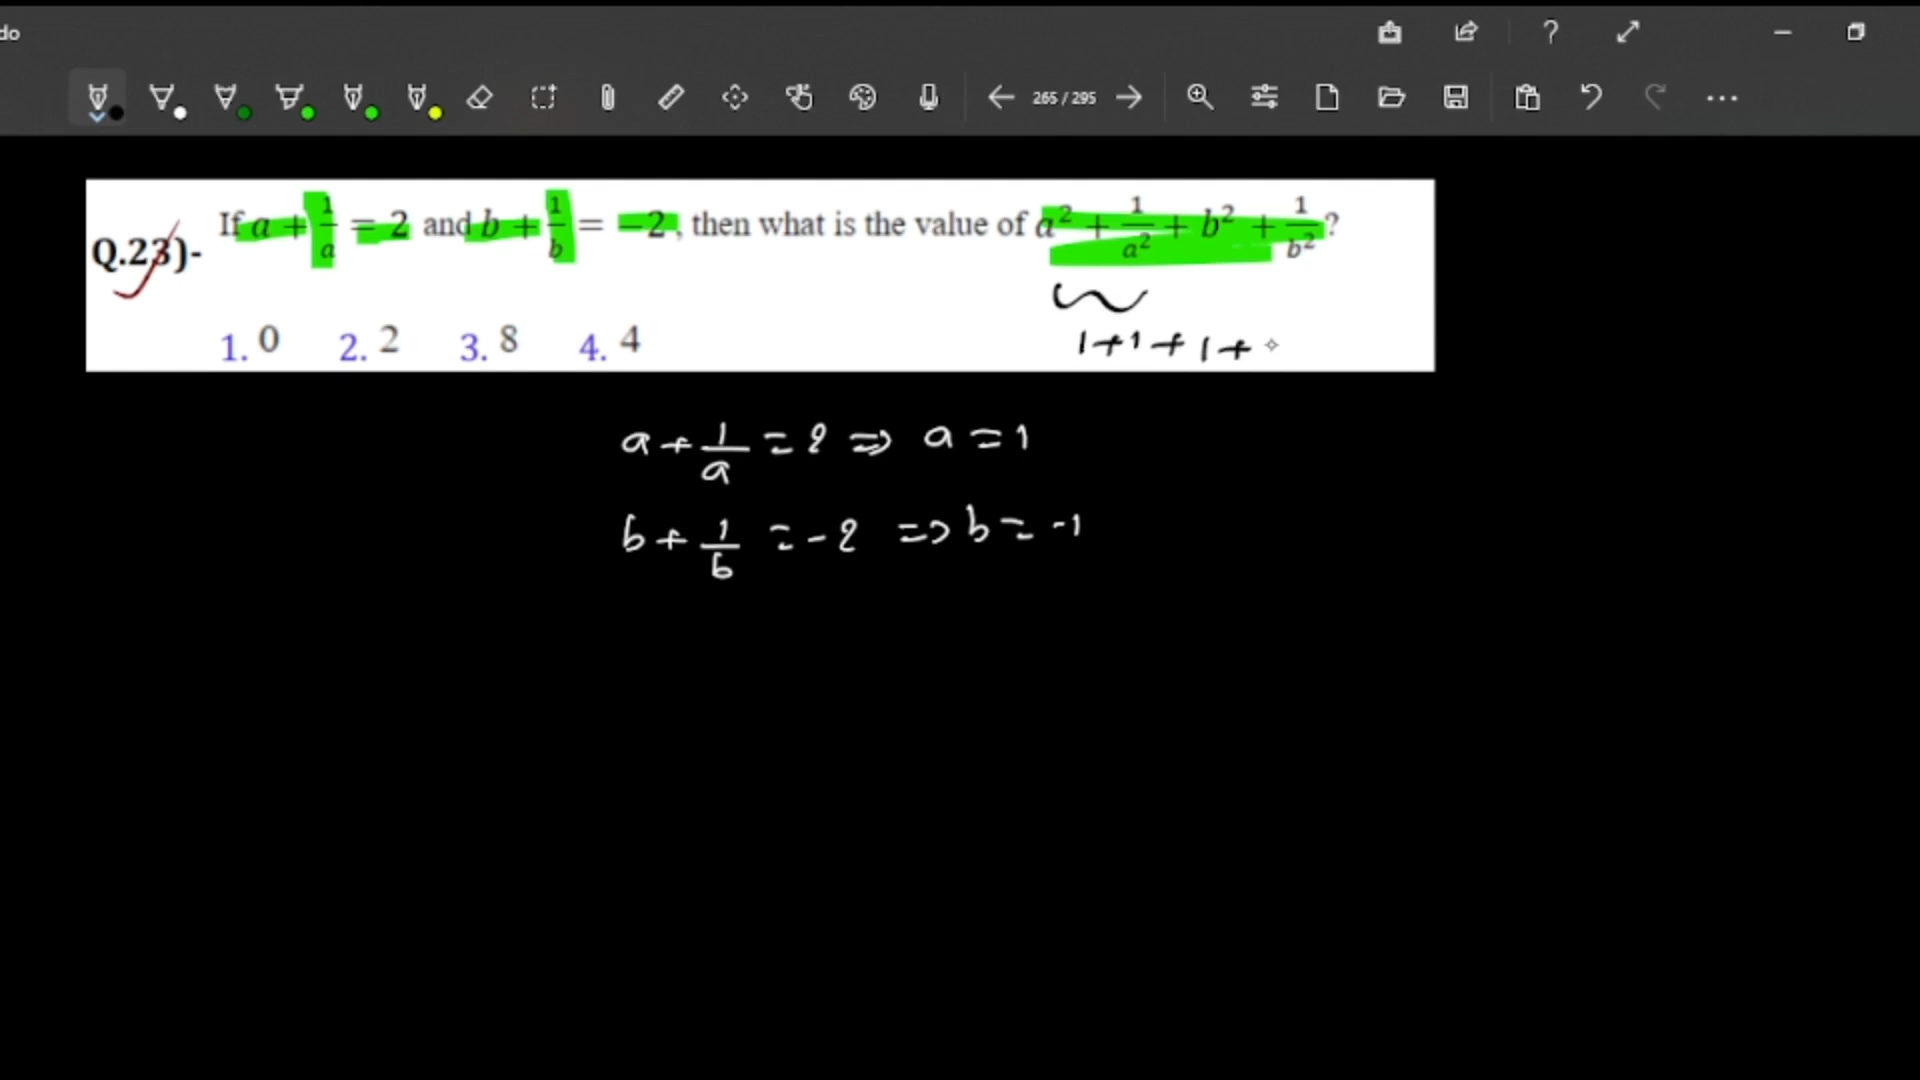 do
265 / 295
Q.23)- If a + 1/a = 2 and b + 1/b = −2, then what is the value of a² + 1/a² + b² + 1/b² ?
1. 0 2. 2 3. 8 4. 4
1+1+1+
a + 1/a = 2 ⇒ a = 1
b + 1/b = -2 ⇒ b = -1